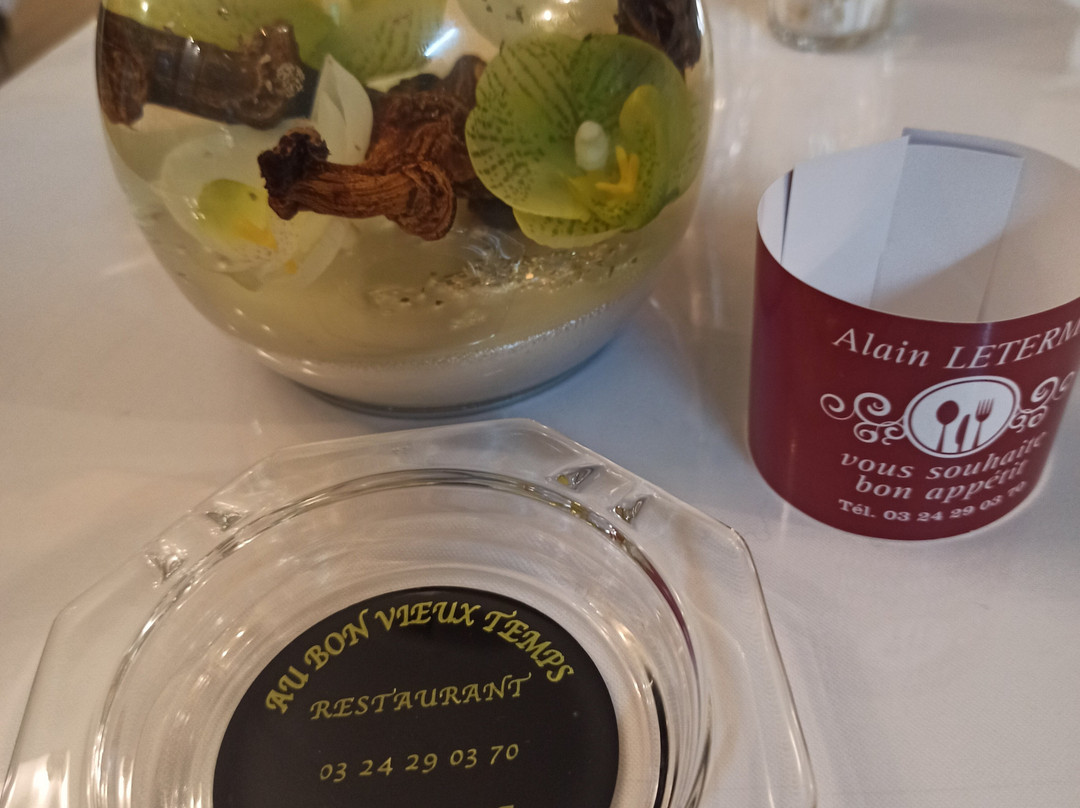 Alain
vous souhaite
bon appétit
Tél. 03 24 29 03 70
AU BON VIEUX TEMPS
RESTAURANT
03 24 29 03 70